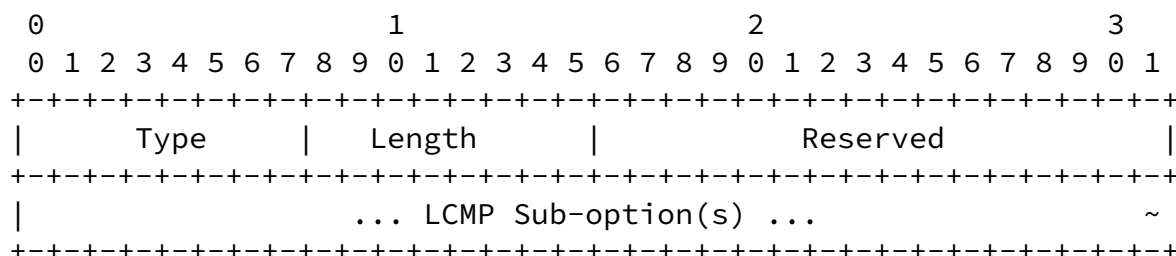 0                   1                   2                   3
 0 1 2 3 4 5 6 7 8 9 0 1 2 3 4 5 6 7 8 9 0 1 2 3 4 5 6 7 8 9 0 1
+-+-+-+-+-+-+-+-+-+-+-+-+-+-+-+-+-+-+-+-+-+-+-+-+-+-+-+-+-+-+-+-+
|      Type     |   Length      |           Reserved            |
+-+-+-+-+-+-+-+-+-+-+-+-+-+-+-+-+-+-+-+-+-+-+-+-+-+-+-+-+-+-+-+-+
|                  ... LCMP Sub-option(s) ...                  ~
+-+-+-+-+-+-+-+-+-+-+-+-+-+-+-+-+-+-+-+-+-+-+-+-+-+-+-+-+-+-+-+-+